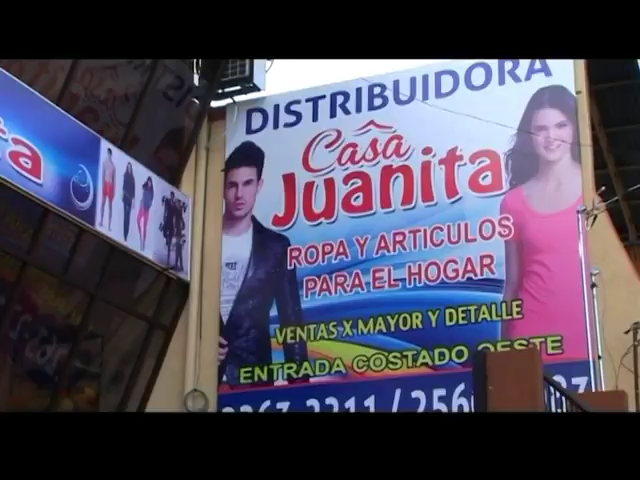 DISTRIBUIDORA
Casa
Juanita
ROPA Y ARTICULOS
PARA EL HOGAR
VENTAS X MAYOR Y DETALLE
ENTRADA COSTADO OESTE